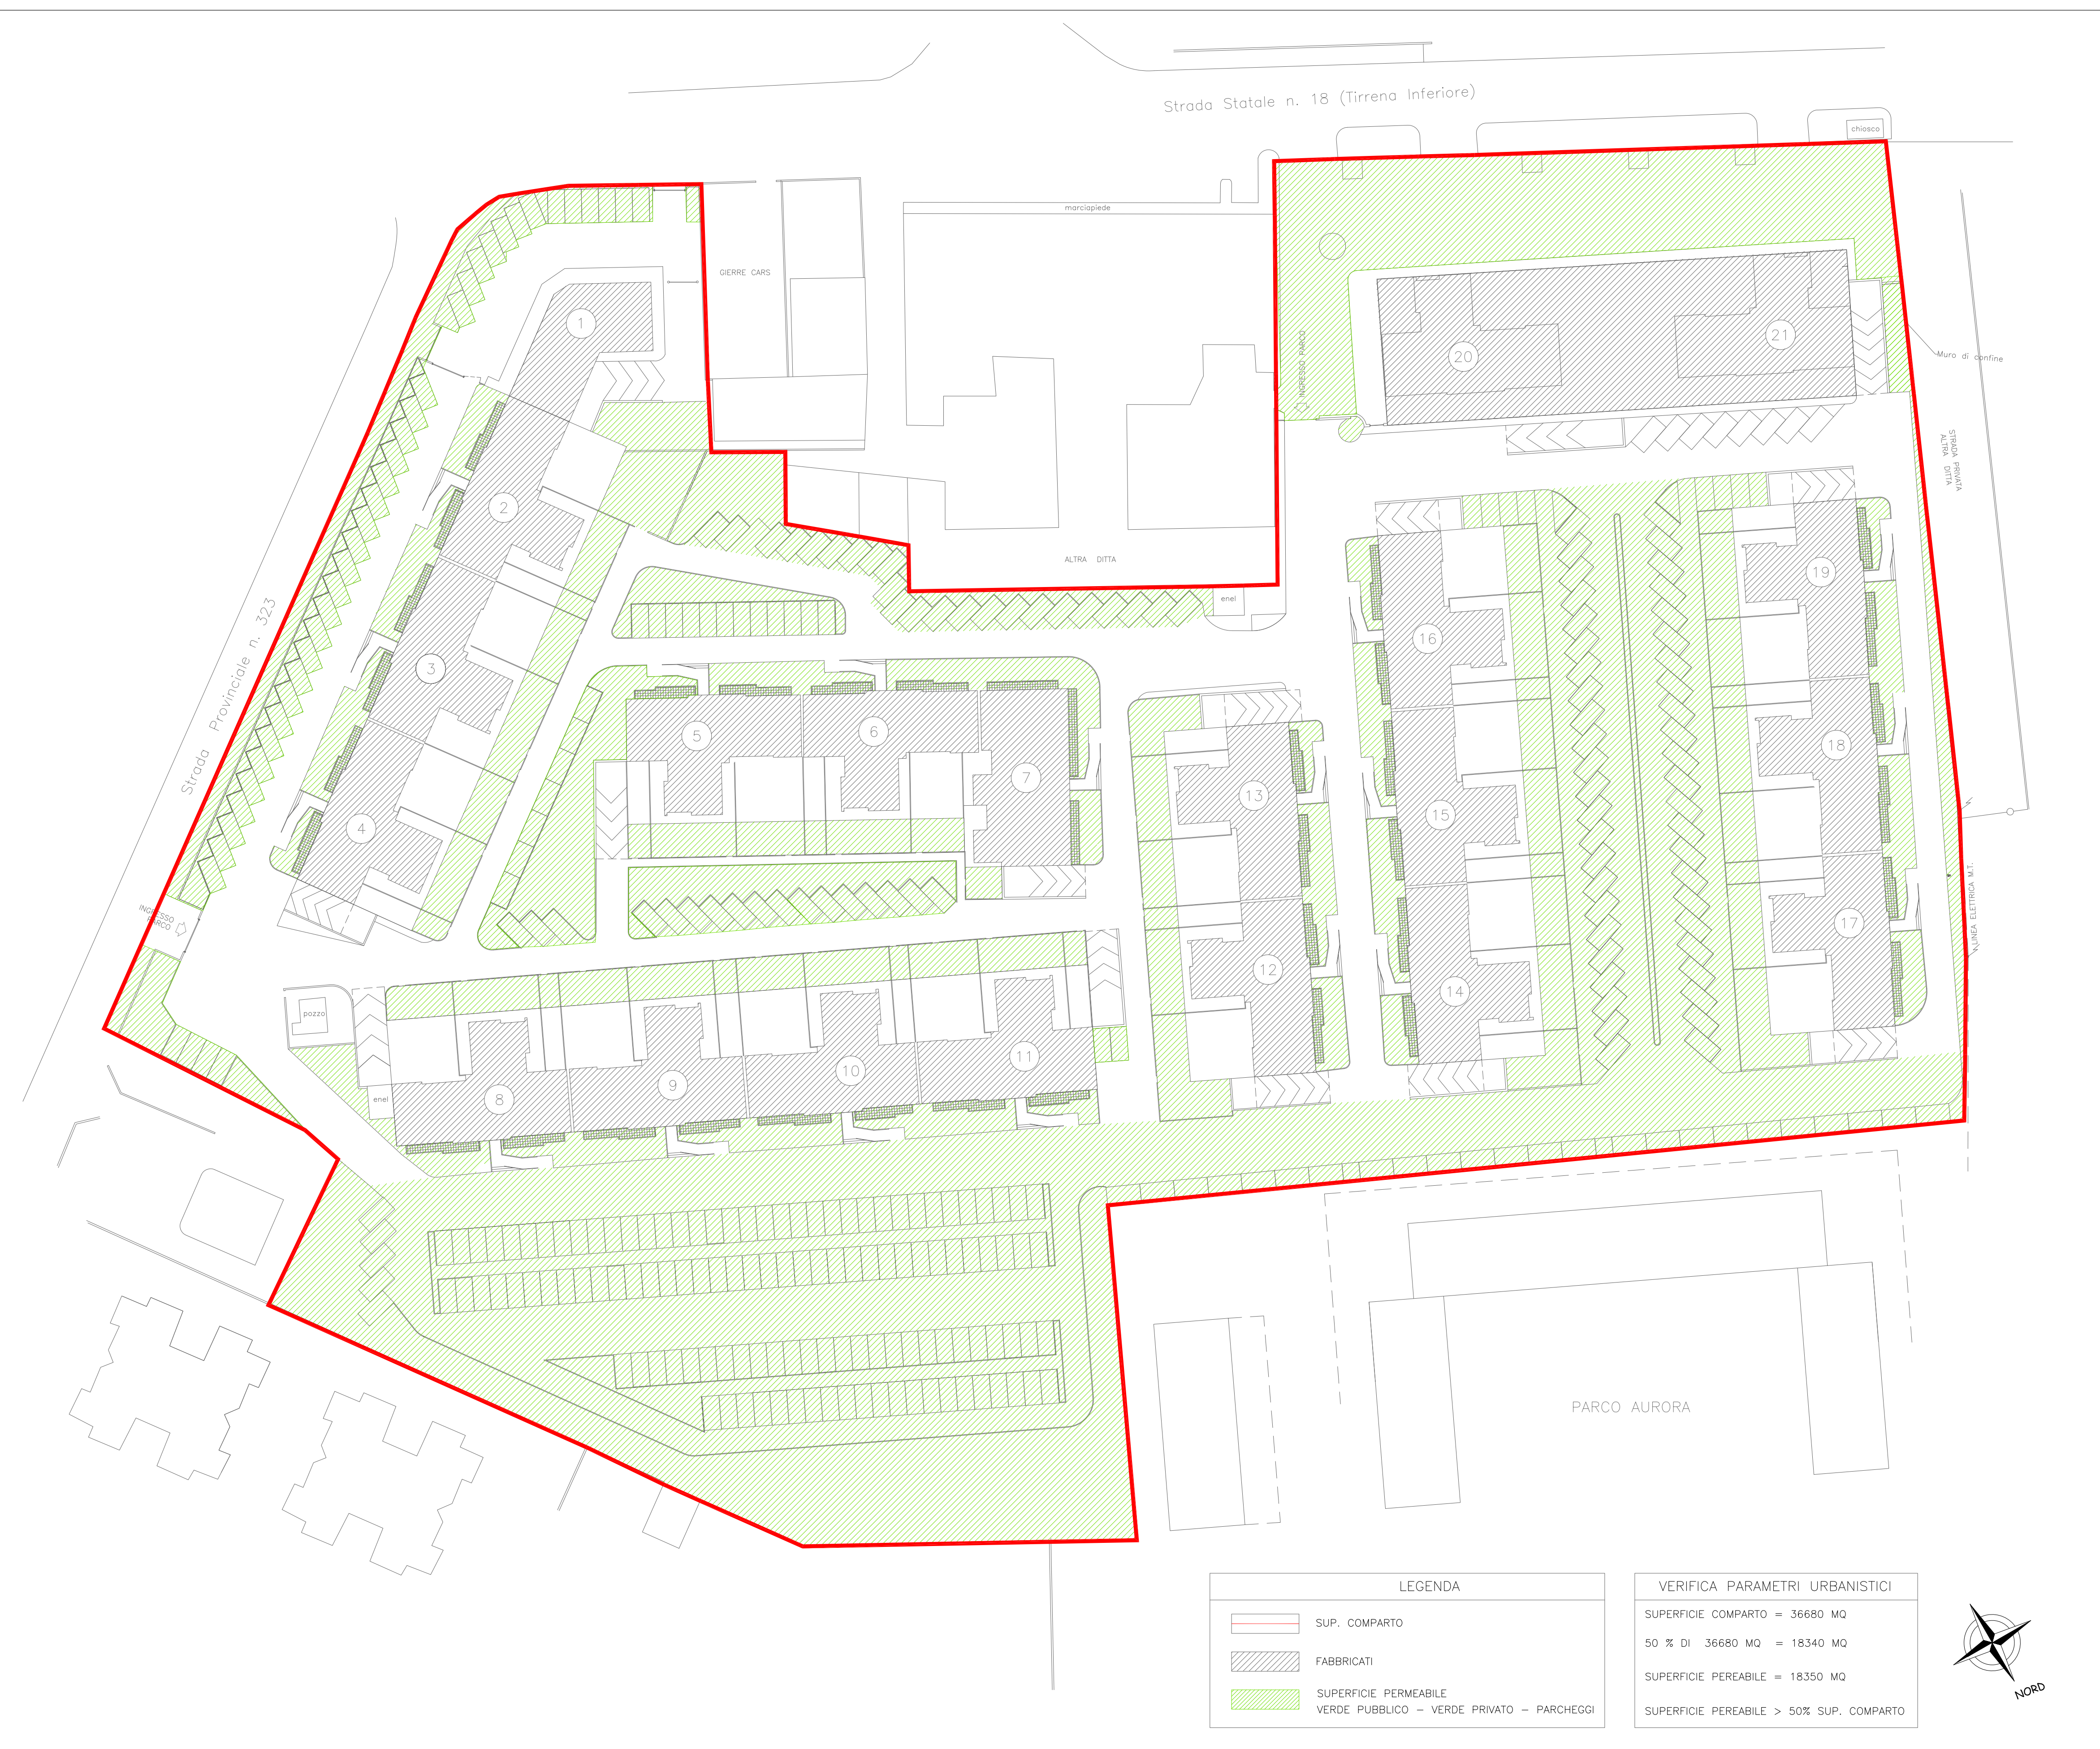 Strada Statale n. 18 (Tirrena Inferiore)
chiosco
marciapiede
GIERRE CARS
1
INGRESSO PARCO
20
21
Muro di confine
STRADA PRIVATA
ALTRA DITTA
2
ALTRA DITTA
enel
19
Strada Provinciale n. 323
3
16
5
6
7
18
13
15
4
LINEA ELETTRICA M.T.
INGRESSO
PARCO
17
12
14
pozzo
11
10
9
8
enel
PARCO AURORA
LEGENDA
SUP. COMPARTO
FABBRICATI
SUPERFICIE PERMEABILE
VERDE PUBBLICO – VERDE PRIVATO – PARCHEGGI
VERIFICA PARAMETRI URBANISTICI
SUPERFICIE COMPARTO = 36680 MQ
50 % DI 36680 MQ = 18340 MQ
SUPERFICIE PEREABILE = 18350 MQ
SUPERFICIE PEREABILE > 50% SUP. COMPARTO
NORD